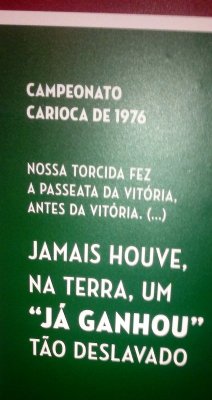 CAMPEONATO
CARIOCA DE 1976
NOSSA TORCIDA FEZ
A PASSEATA DA VITÓRIA,
ANTES DA VITÓRIA. (...)
JAMAIS HOUVE,
NA TERRA, UM
“JÁ GANHOU”
TÃO DESLAVADO